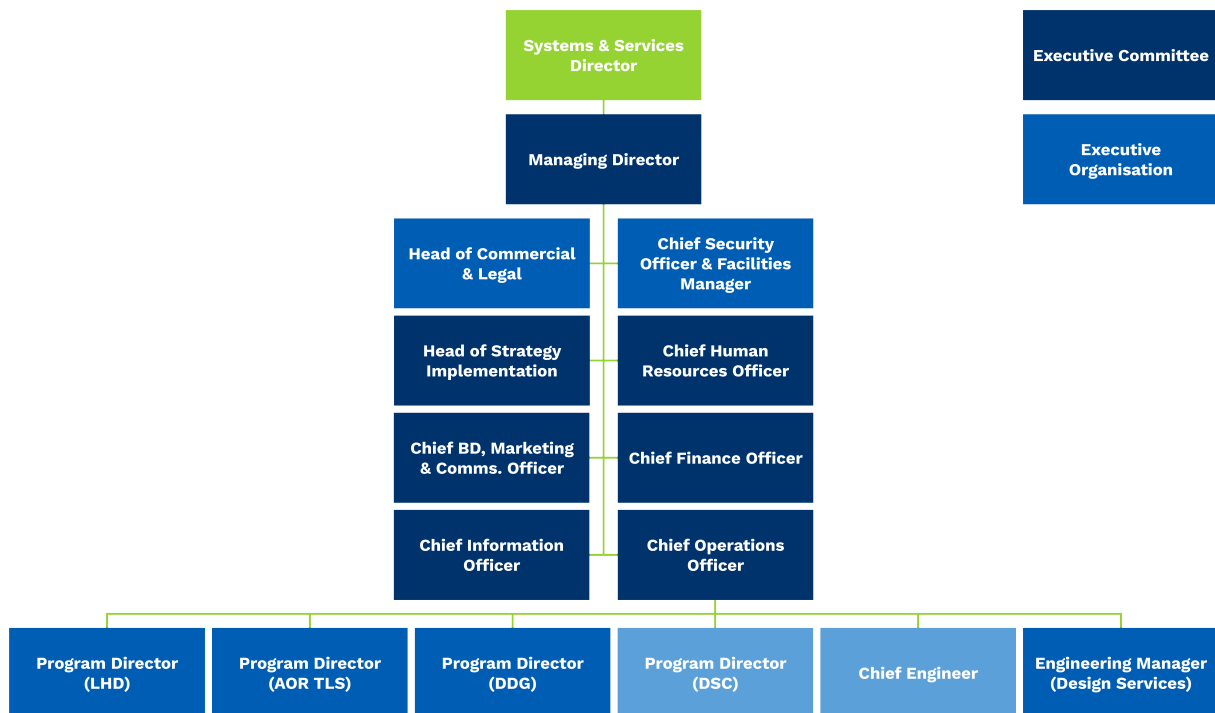 Systems & Services
Director
Executive Committee
Managing Director
Executive
Organisation
Head of Commercial
& Legal
Chief Security
Officer & Facilities
Manager
Head of Strategy
Implementation
Chief Human
Resources Officer
Chief BD, Marketing
& Comms. Officer
Chief Finance Officer
Chief Information
Officer
Chief Operations
Officer
Program Director
(LHD)
Program Director
(AOR TLS)
Program Director
(DDG)
Program Director
(DSC)
Chief Engineer
Engineering Manager
(Design Services)